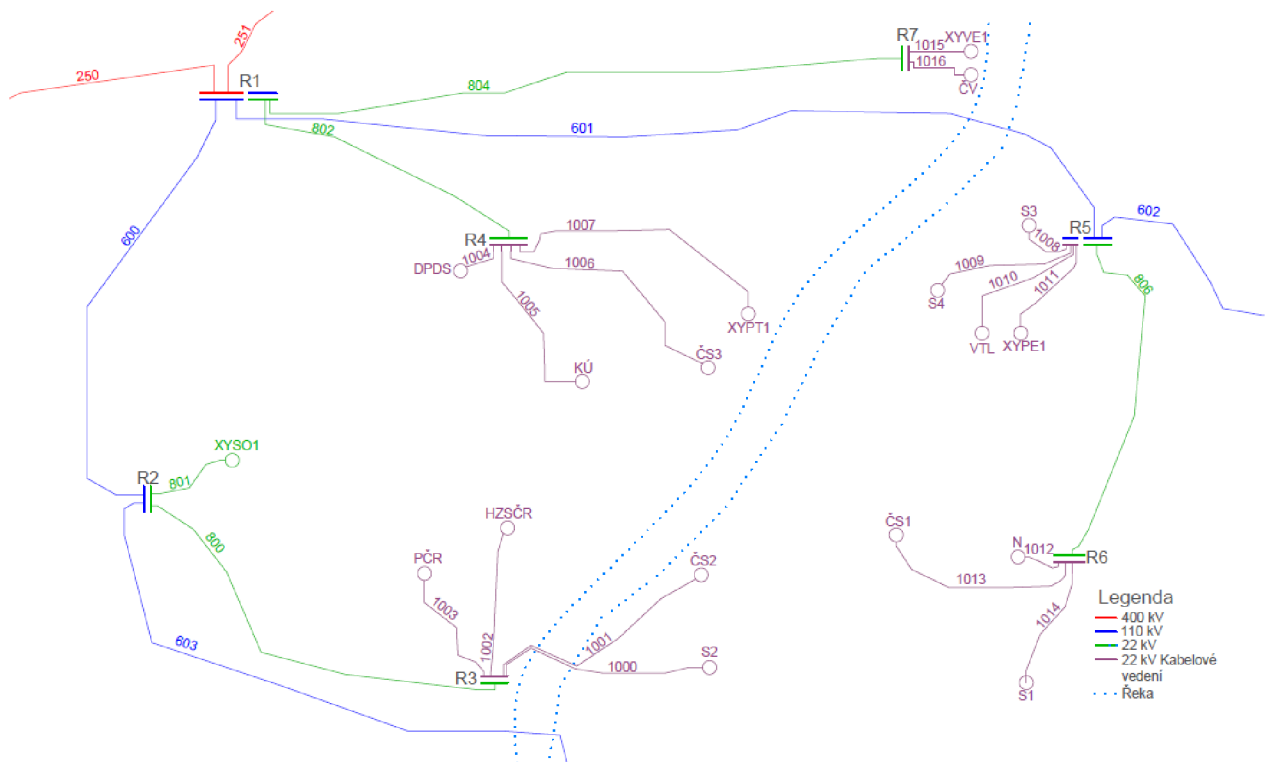 251
250
R1
804
802
601
R7
1015
XYVE1
1016
ČV
600
R4
1004
DPDS
1007
1006
1005
XYPT1
ČS3
KÚ
S3
1008
R5
602
1009
1010
1011
S4
VTL
XYPE1
806
XYSO1
R2
801
800
603
HZSČR
PČR
1003
1002
ČS2
1001
1000
S2
R3
ČS1
N
1012
R6
1013
1014
S1
Legenda
400 kV
110 kV
22 kV
22 kV Kabelové
vedení
Řeka